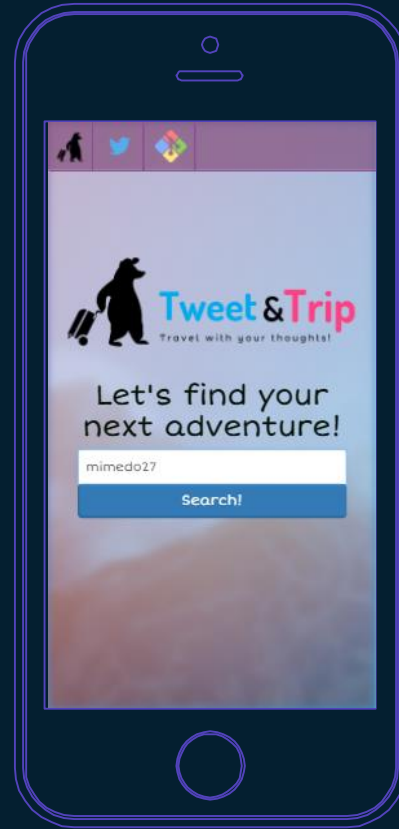 Tweet &Trip
Travel with your thoughts!
Let's find your
next adventure!
mimedo27
Search!